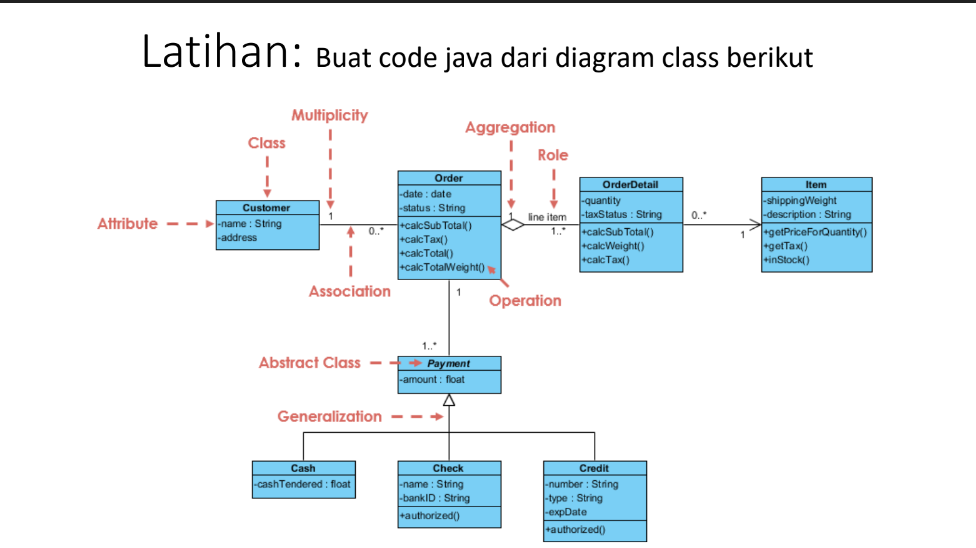 Latihan: Buat code java dari diagram class berikut
Multiplicity
Aggregation
Class
Role
Attribute
Customer
-name : String
-address
1
0..*
Association
Order
-date : date
-status : String
+calcSubTotal()
+calcTax()
+calcTotal()
+calcTotalWeight()
Operation
1
line item
1..*
OrderDetail
-quantity
-taxStatus : String
+calcSubTotal()
+calcWeight()
+calcTax()
0..*
1
Item
-shippingWeight
-description : String
+getPriceForQuantity()
+getTax()
+inStock()
1
1..*
Abstract Class
Payment
-amount : float
Generalization
Cash
-cashTendered : float
Check
-name : String
-bankID : String
+authorized()
Credit
-number : String
-type : String
-expDate
+authorized()